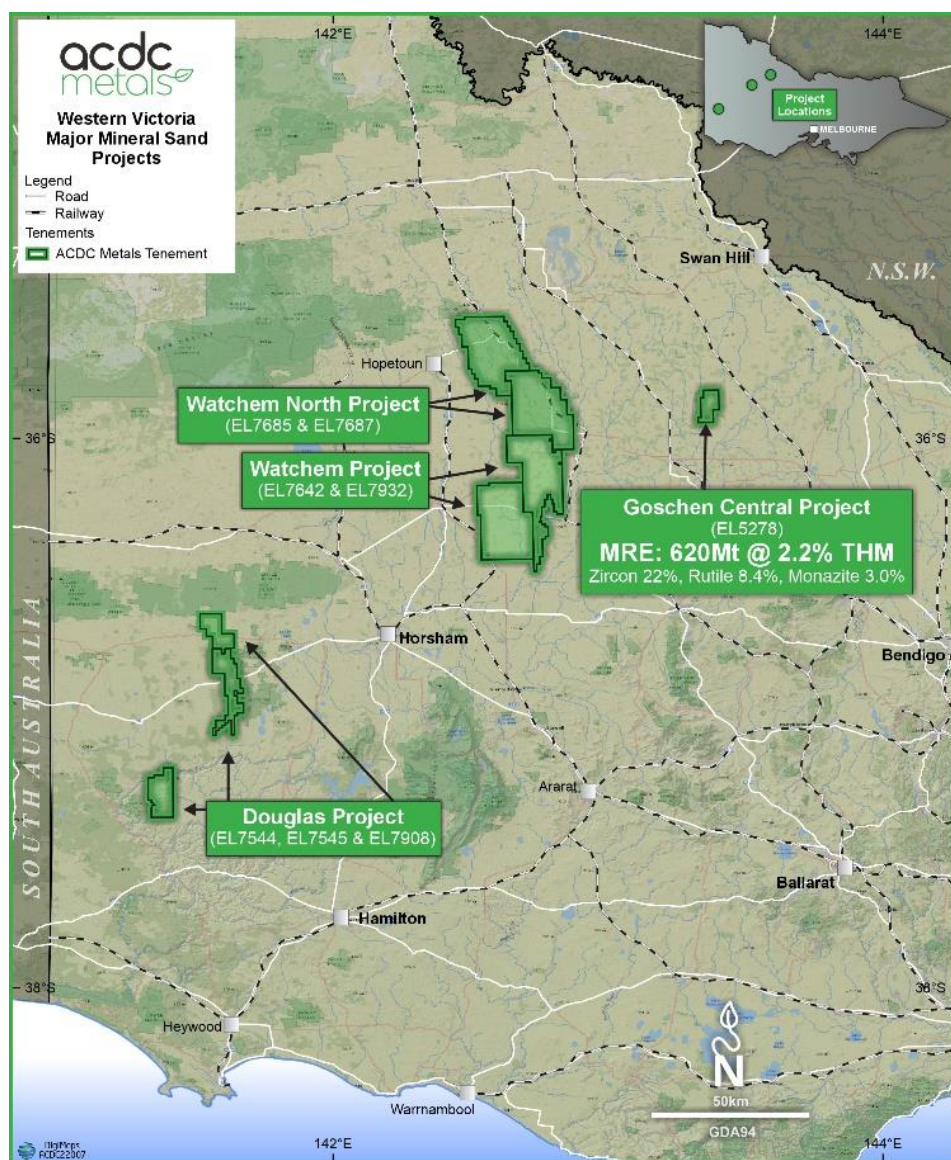 142°E
144°E
acdc
metals
Western Victoria
Major Mineral Sand
Projects
Legend
Road
Railway
Tenements
ACDC Metals Tenement
Project
Locations
MELBOURNE
Swan Hill
N.S.W.
Hopetoun
Watchem North Project
(EL7685 & EL7687)
36°S
36°S
Watchem Project
(EL7642 & EL7932)
Goschen Central Project
(EL5278)
MRE: 620Mt @ 2.2% THM
Zircon 22%, Rutile 8.4%, Monazite 3.0%
SOUTH AUSTRALIA
Horsham
Bendigo
Ararat
Douglas Project
(EL7544, EL7545 & EL7908)
Ballarat
Hamilton
38°S
38°S
Heywood
N
50km
GDA94
Warrnambool
DigMaps
ACDC22007
142°E
144°E